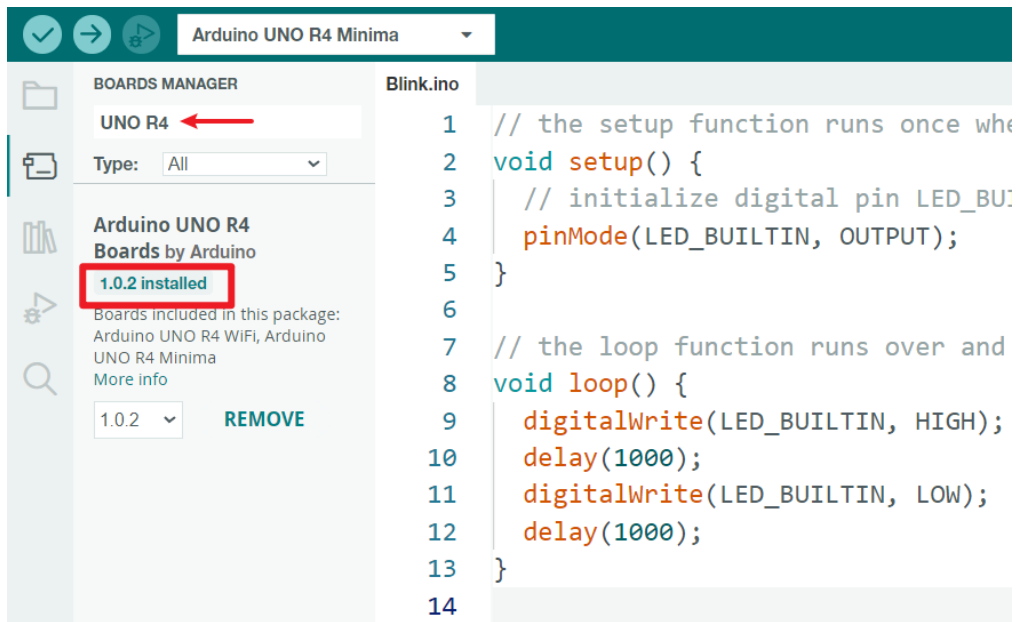 Arduino UNO R4 Minima
BOARDS MANAGER
UNO R4
Type: All
Arduino UNO R4
Boards by Arduino
1.0.2 installed
Boards included in this package:
Arduino UNO R4 WiFi, Arduino
UNO R4 Minima
More info
1.0.2 REMOVE
Blink.ino
1 // the setup function runs once whe
2 void setup() {
3 // initialize digital pin LED_BUI
4 pinMode(LED_BUILTIN, OUTPUT);
5 }
6
7 // the loop function runs over and
8 void loop() {
9 digitalWrite(LED_BUILTIN, HIGH);
10 delay(1000);
11 digitalWrite(LED_BUILTIN, LOW);
12 delay(1000);
13 }
14